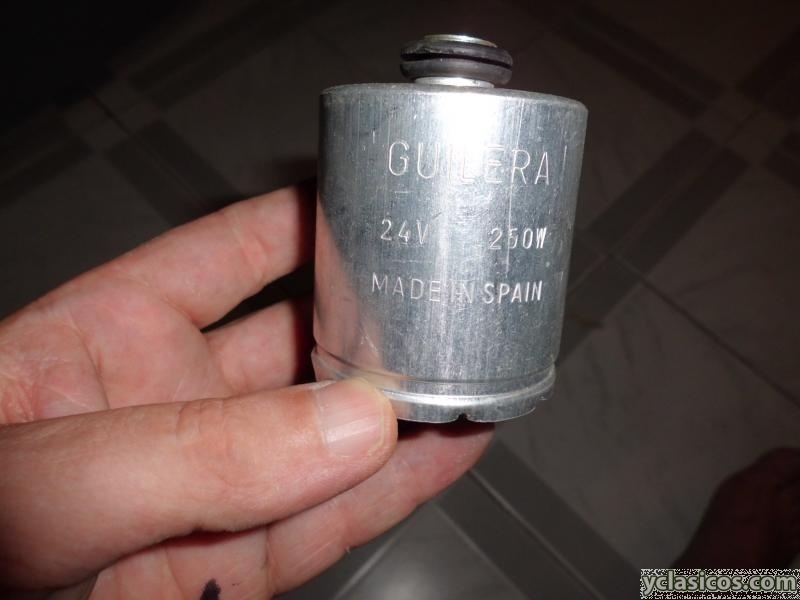 GUILERA
24V 250W
MADE IN SPAIN
yclasicos.com